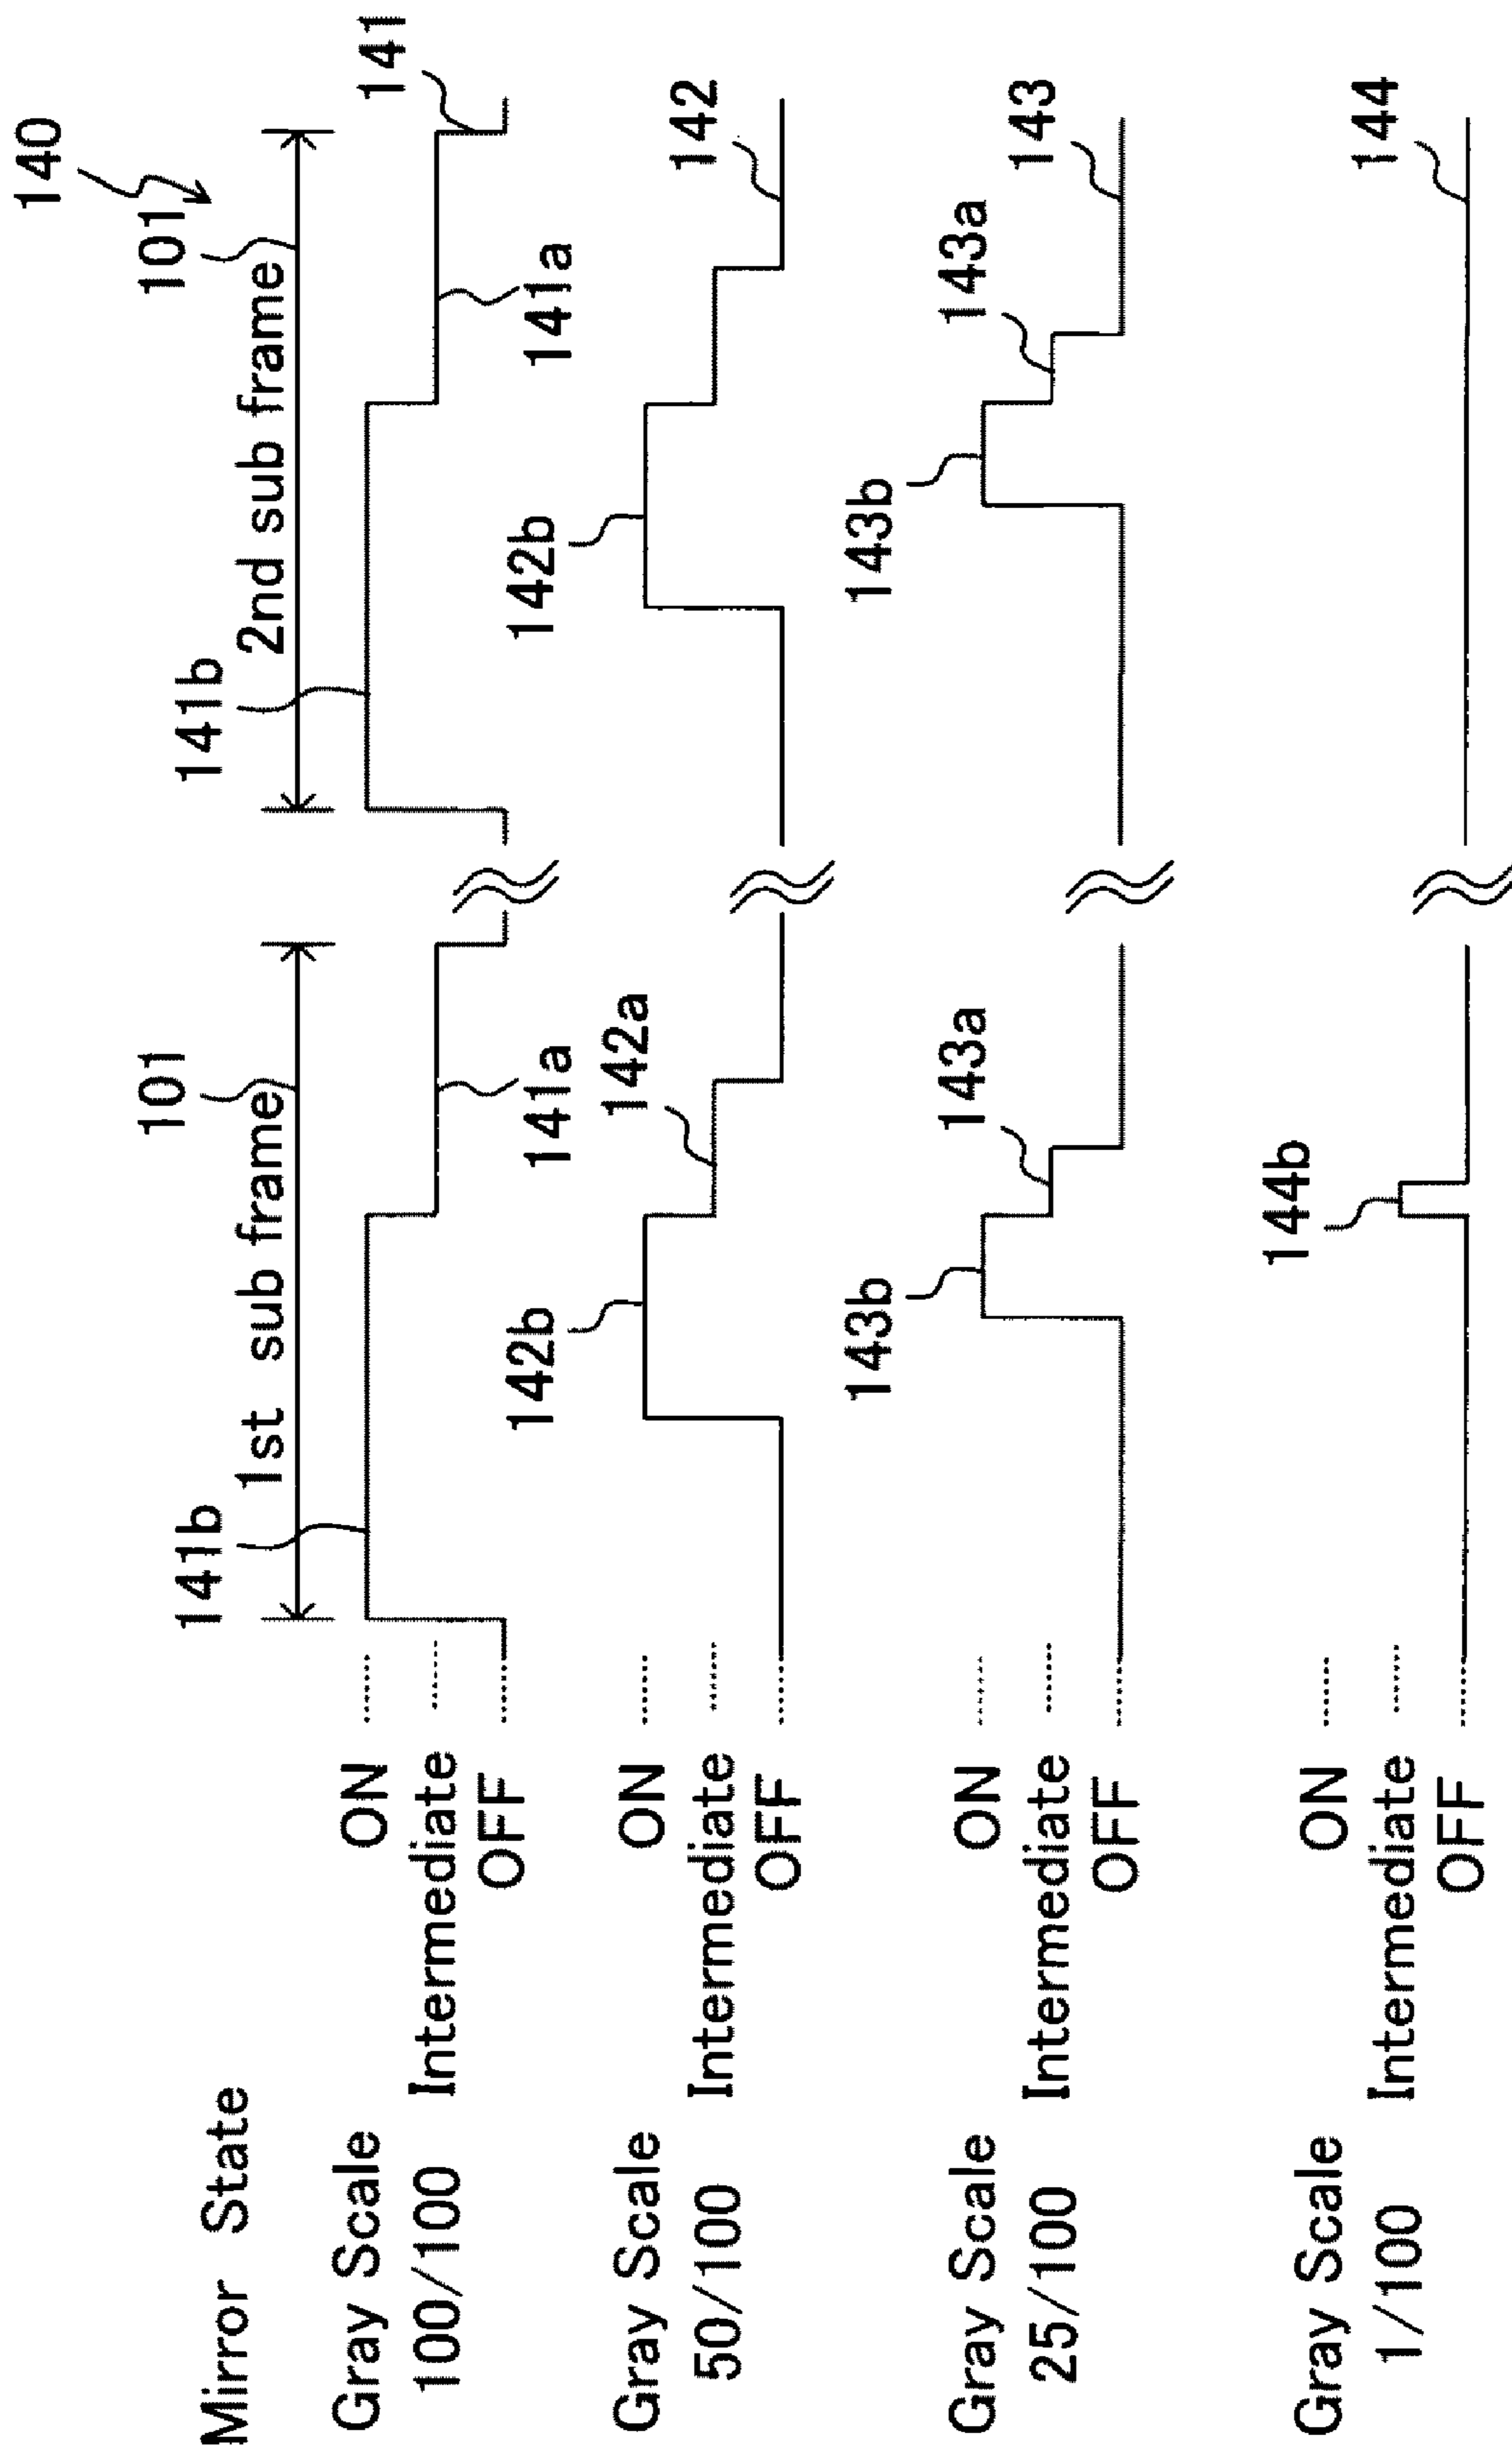 140
101
101
141b
1st sub frame
141b
2nd sub frame
Mirror State
Gray Scale
100/100
ON
Intermediate
OFF
141a
141a
141
Gray Scale
50/100
ON
Intermediate
OFF
142b
142a
142b
142
Gray Scale
25/100
ON
Intermediate
OFF
143b
143a
143b
143a
143
Gray Scale
1/100
ON
Intermediate
OFF
144b
144